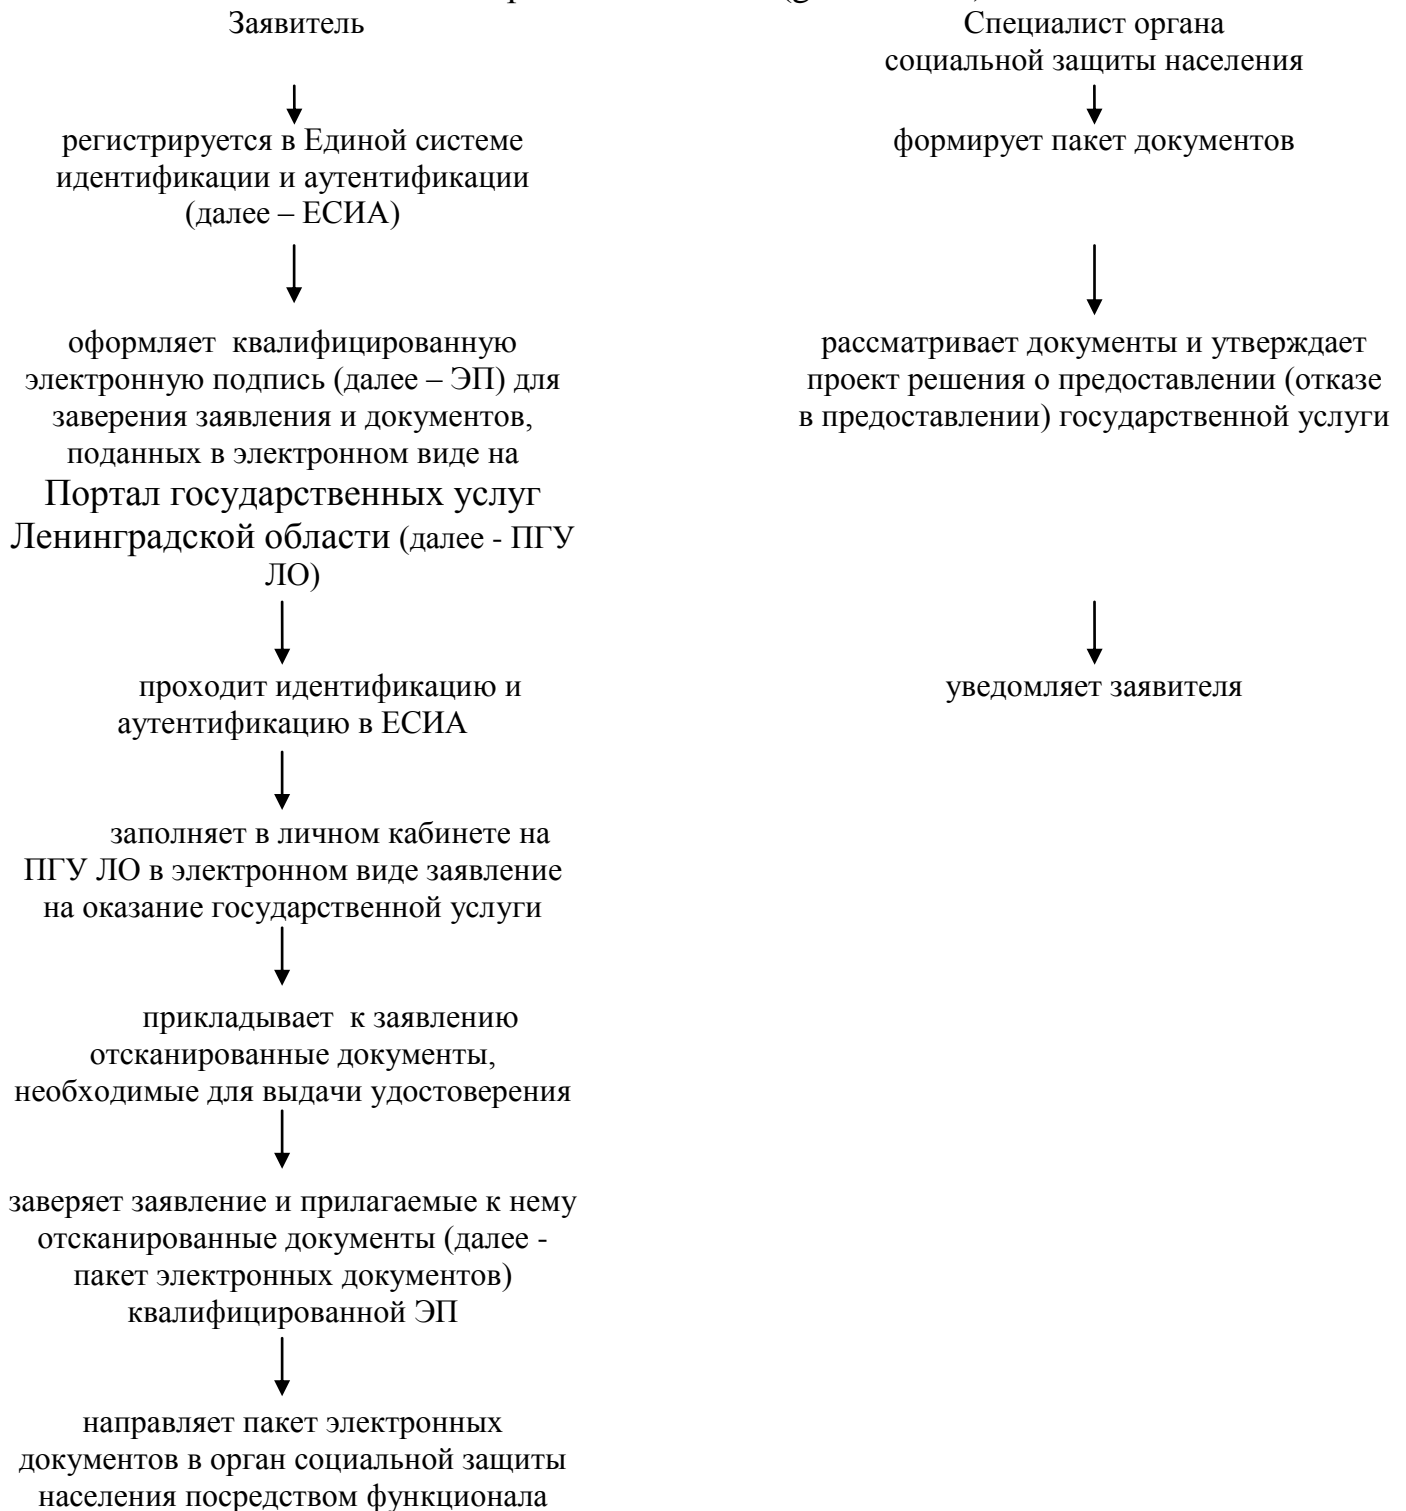 Заявитель
регистрируется в Единой системе
идентификации и аутентификации
(далее – ЕСИА)
оформляет квалифицированную
электронную подпись (далее – ЭП) для
заверения заявления и документов,
поданных в электронном виде на
Портал государственных услуг
Ленинградской области (далее - ПГУ
ЛО)
проходит идентификацию и
аутентификацию в ЕСИА
заполняет в личном кабинете на
ПГУ ЛО в электронном виде заявление
на оказание государственной услуги
прикладывает к заявлению
отсканированные документы,
необходимые для выдачи удостоверения
заверяет заявление и прилагаемые к нему
отсканированные документы (далее -
пакет электронных документов)
квалифицированной ЭП
направляет пакет электронных
документов в орган социальной защиты
населения посредством функционала
Специалист органа
социальной защиты населения
формирует пакет документов
рассматривает документы и утверждает
проект решения о предоставлении (отказе
в предоставлении) государственной услуги
уведомляет заявителя